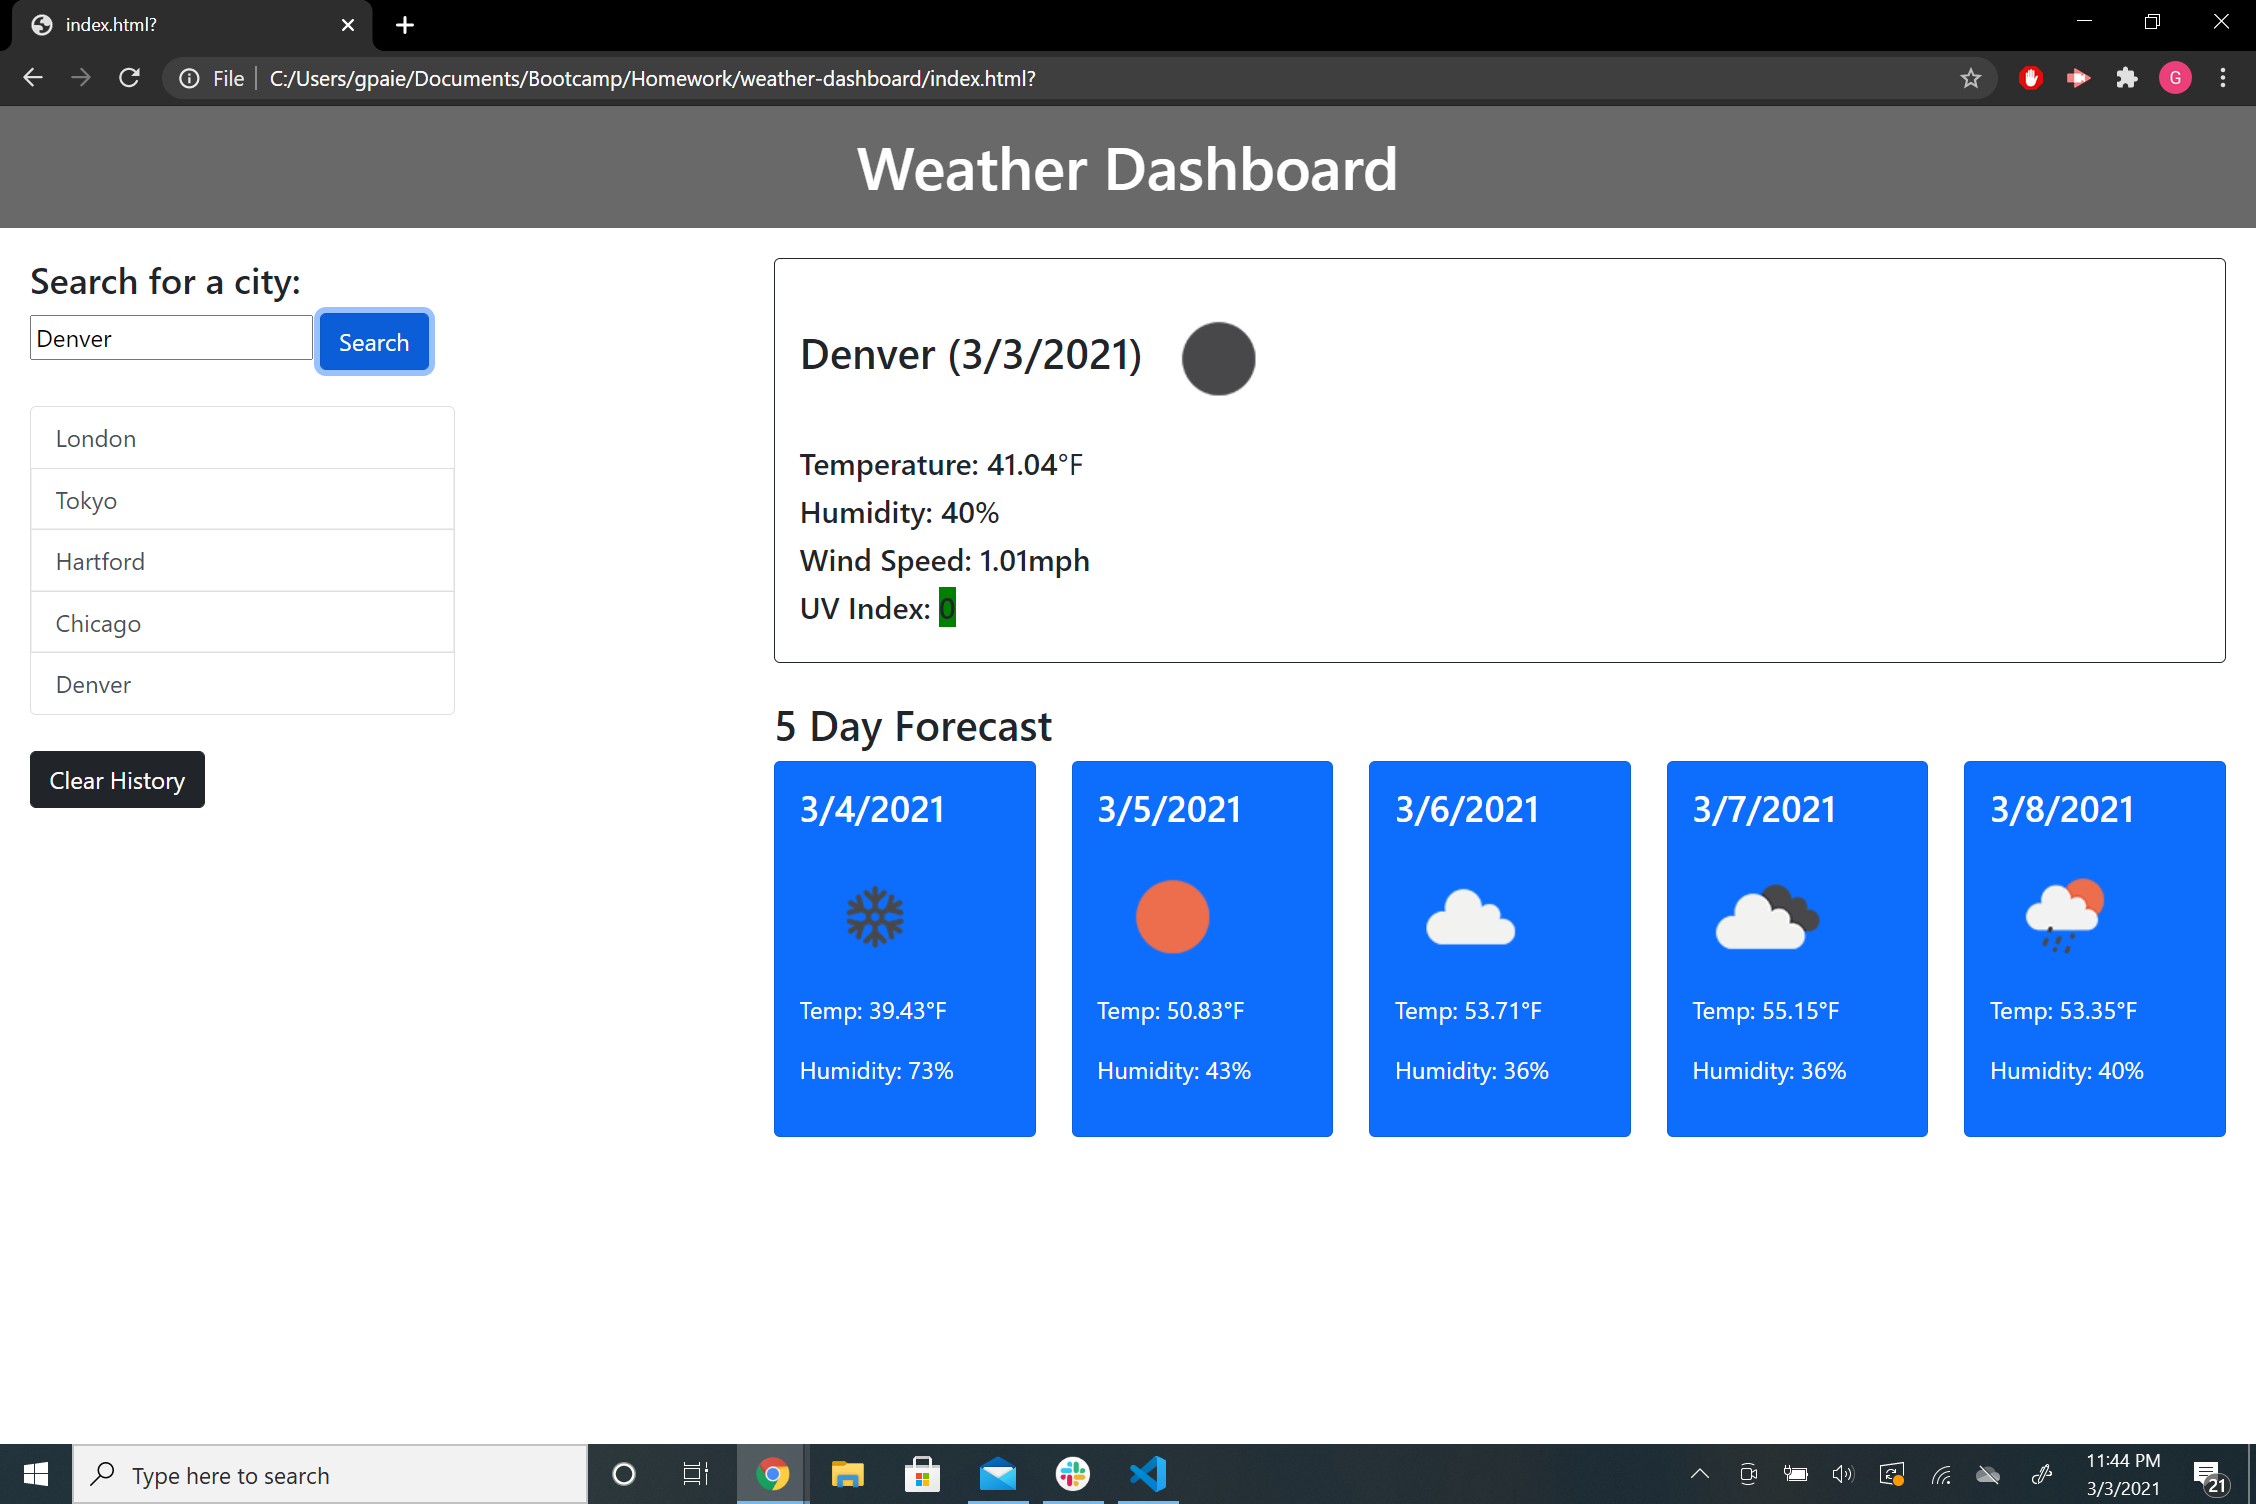 index.html?
File
C:/Users/gpaie/Documents/Bootcamp/Homework/weather-dashboard/index.html?
G
Weather Dashboard
Search for a city:
Denver
Search
London
Tokyo
Hartford
Chicago
Denver
Clear History
Denver (3/3/2021)
Temperature: 41.04°F
Humidity: 40%
Wind Speed: 1.01mph
UV Index: 0
5 Day Forecast
3/4/2021
Temp: 39.43°F
Humidity: 73%
3/5/2021
Temp: 50.83°F
Humidity: 43%
3/6/2021
Temp: 53.71°F
Humidity: 36%
3/7/2021
Temp: 55.15°F
Humidity: 36%
3/8/2021
Temp: 53.35°F
Humidity: 40%
Type here to search
11:44 PM
3/3/2021
21